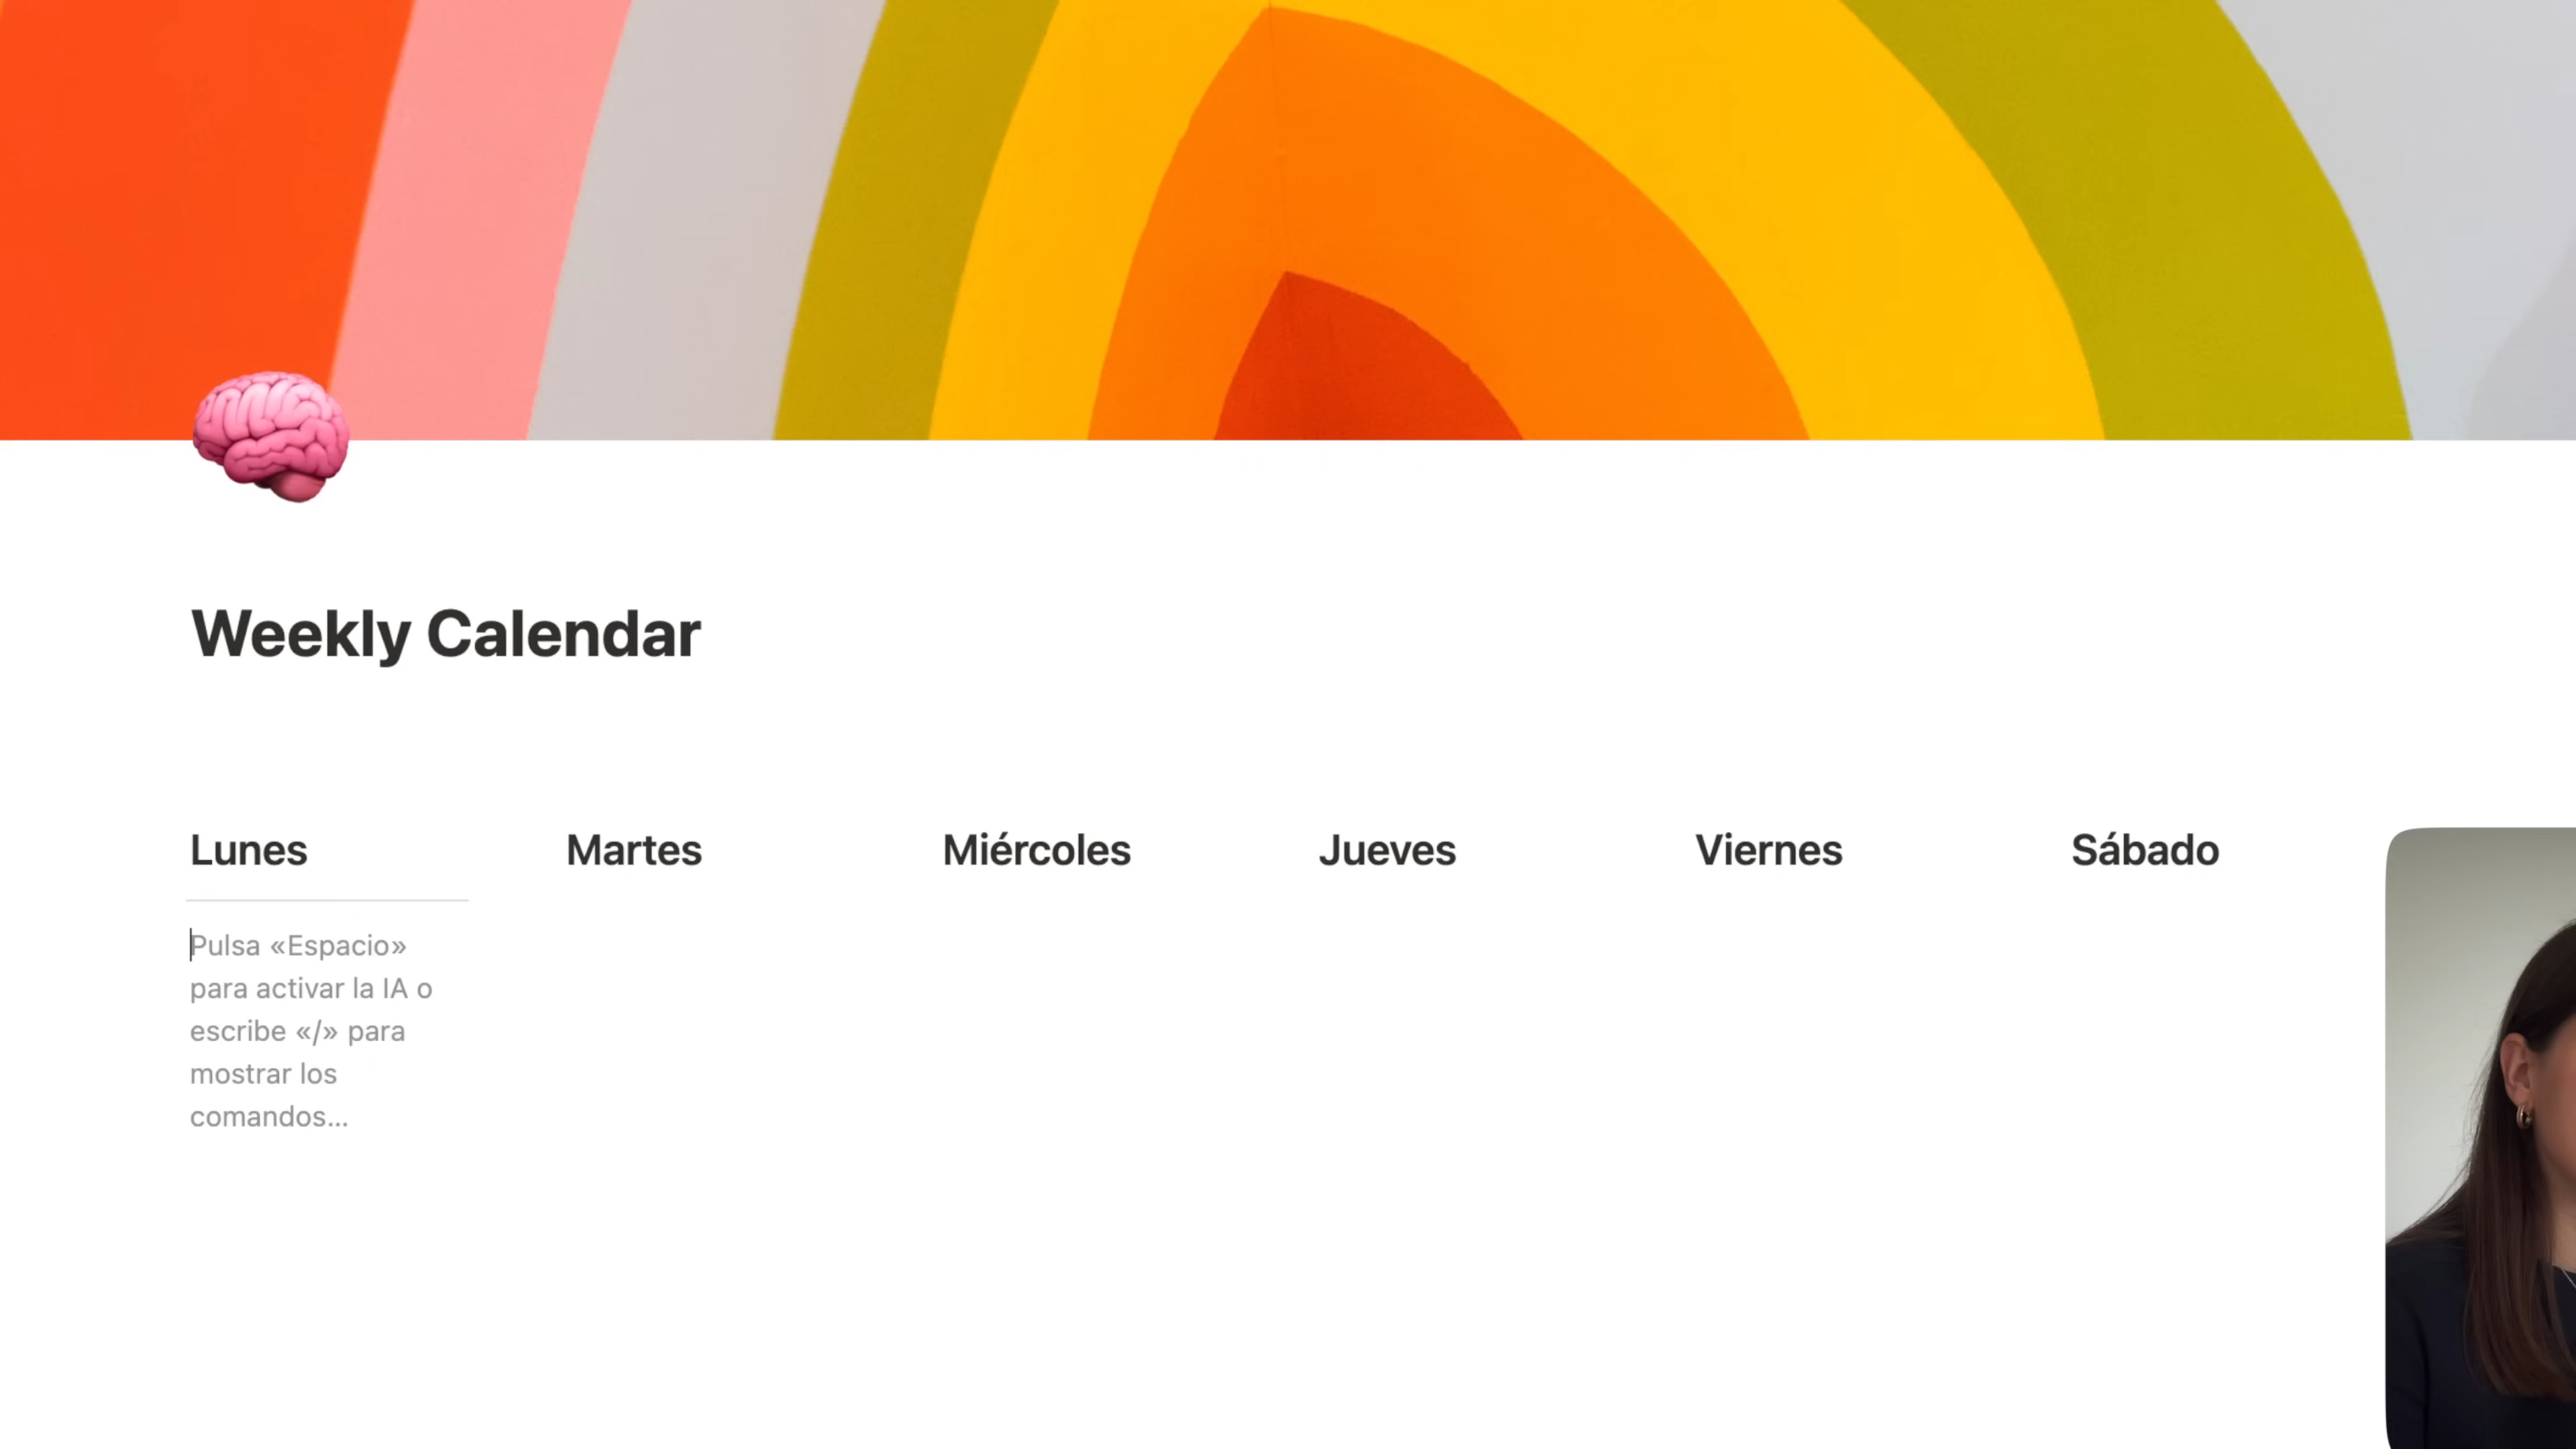 Weekly Calendar
Lunes Martes Miércoles Jueves Viernes Sábado
Pulsa «Espacio»
para activar la IA o
escribe «/» para
mostrar los
comandos...